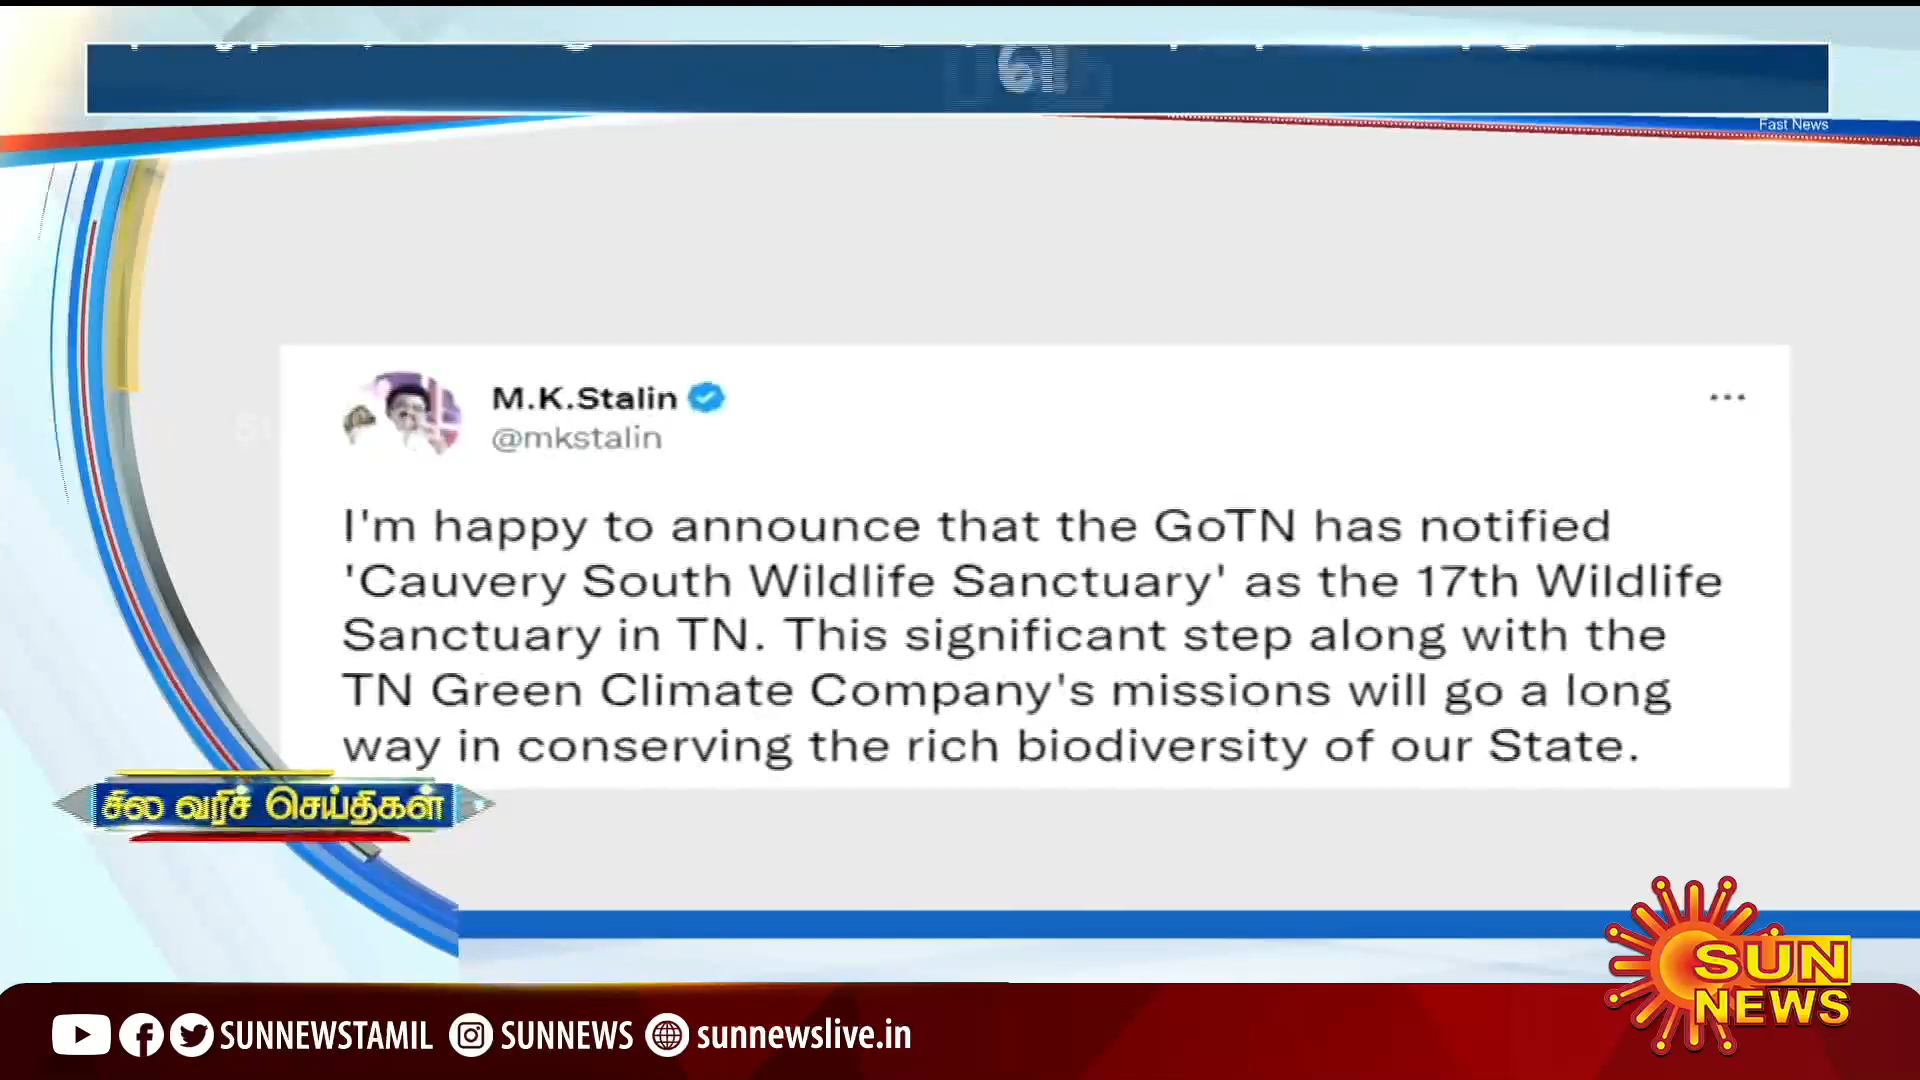 Fast News
M.K.Stalin
@mkstalin
I'm happy to announce that the GoTN has notified
'Cauvery South Wildlife Sanctuary' as the 17th Wildlife
Sanctuary in TN. This significant step along with the
TN Green Climate Company's missions will go a long
way in conserving the rich biodiversity of our State.
சில வரிச் செய்திகள்
SUN
NEWS
SUNNEWSTAMIL SUNNEWS sunnewslive.in